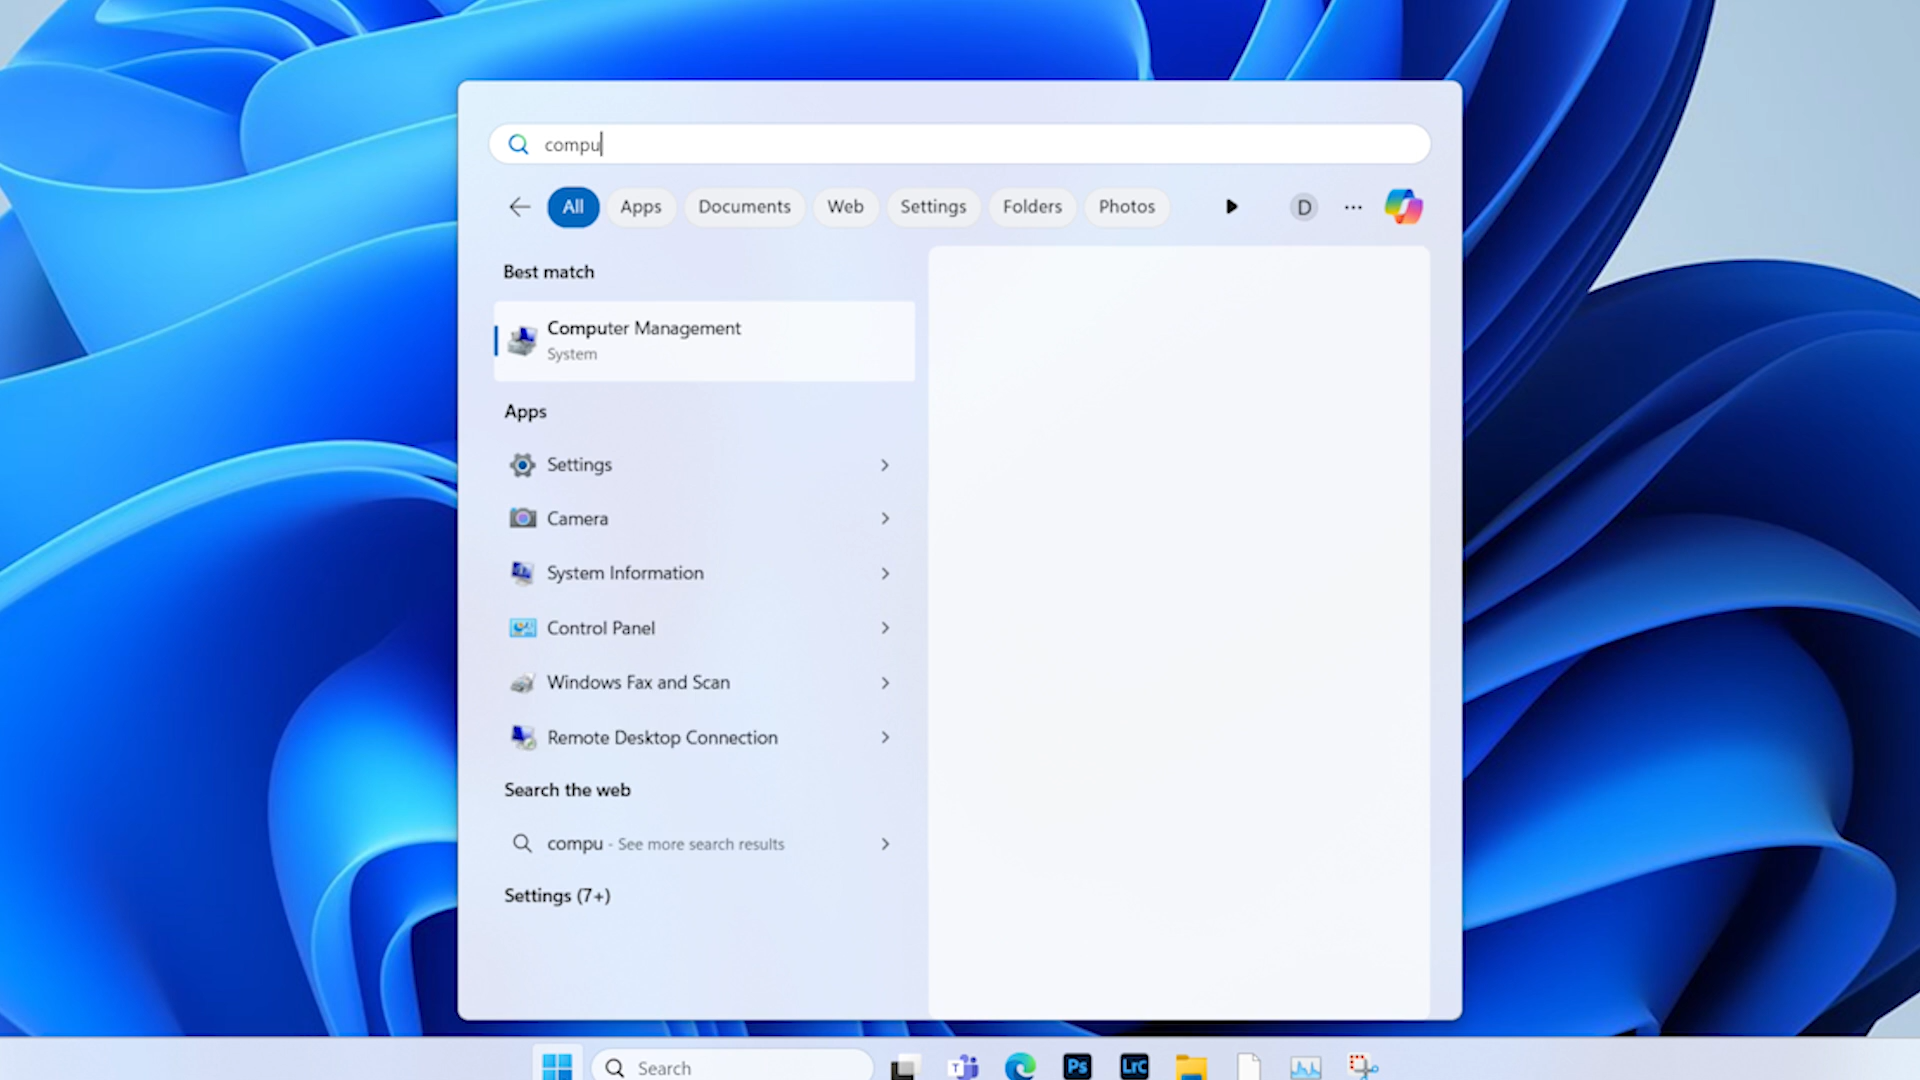 compu
All Apps Documents Web Settings Folders Photos D ...
Best match
Computer Management
System
Apps
Settings
Camera
System Information
Control Panel
Windows Fax and Scan
Remote Desktop Connection
Search the web
compu - See more search results
Settings (7+)
Search T Ps LrC